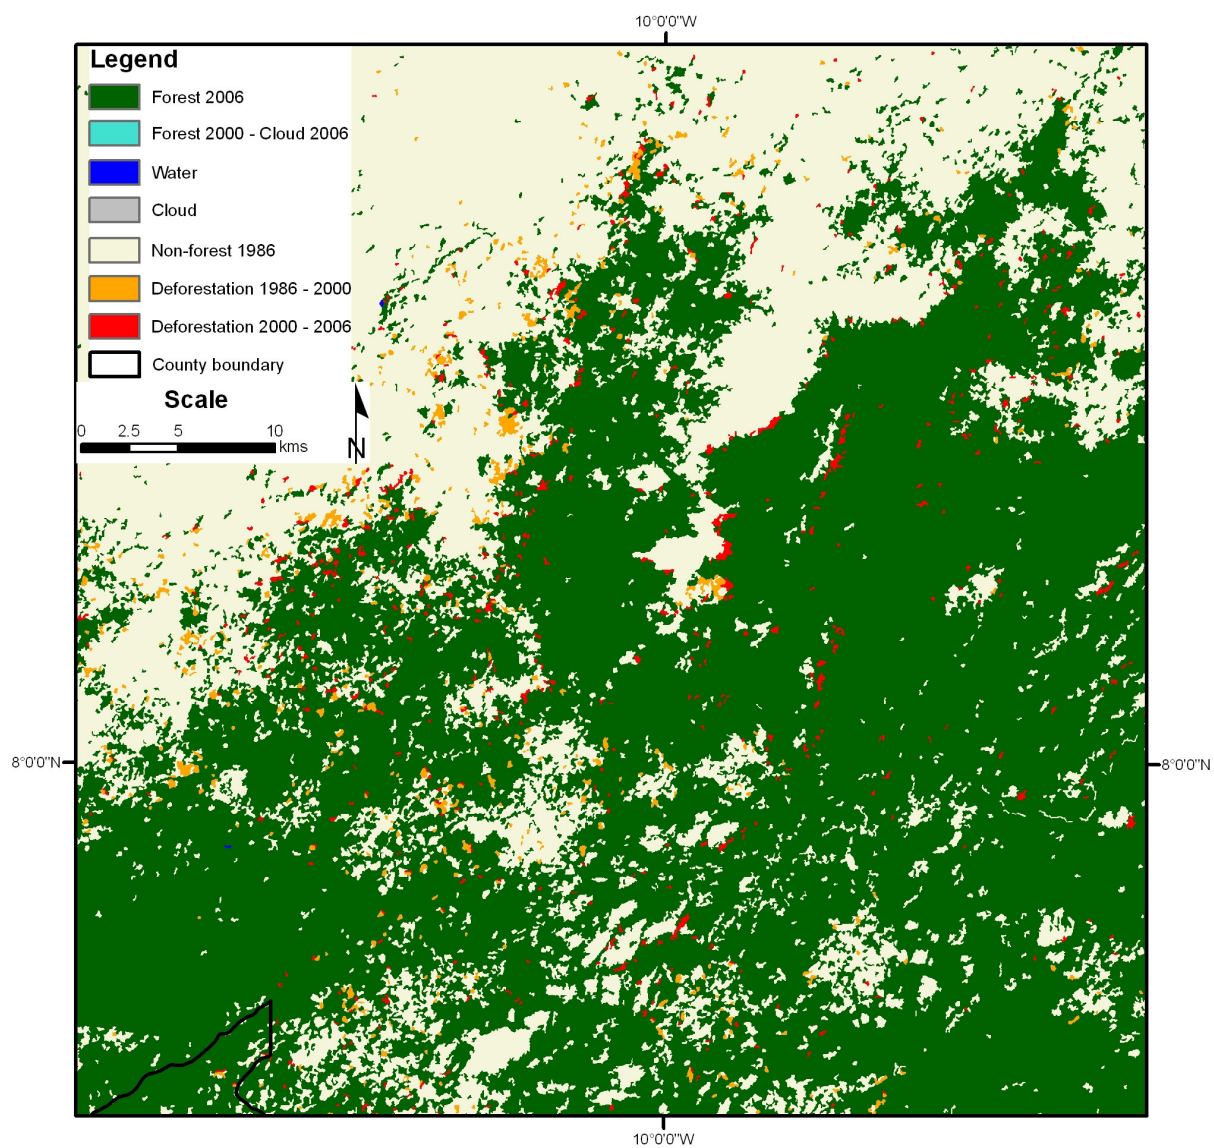 10°0'0"W
Legend
Forest 2006
Forest 2000 - Cloud 2006
Water
Cloud
Non-forest 1986
Deforestation 1986 - 2000
Deforestation 2000 - 2006
County boundary
Scale
0 2.5 5 10
kms
N
8°0'0"N
8°0'0"N
10°0'0"W